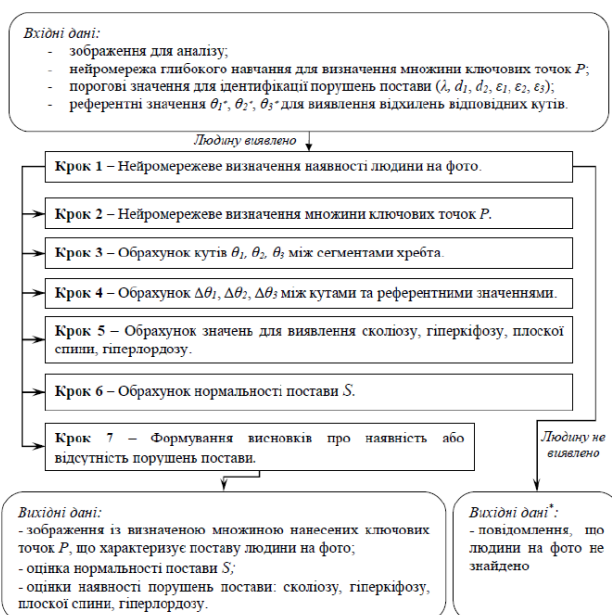 Вхідні дані:
- зображення для аналізу;
- нейромережа глибокого навчання для визначення множини ключових точок P;
- порогові значення для ідентифікації порушень постави (λ, d₁, d₂, ε₁, ε₂, ε₃);
- референтні значення θ₁*, θ₂*, θ₃* для виявлення відхилень відповідних кутів.
Людину виявлено
Крок 1 – Нейромережеве визначення наявності людини на фото.
Крок 2 – Нейромережеве визначення множини ключових точок P.
Крок 3 – Обрахунок кутів θ₁, θ₂, θ₃ між сегментами хребта.
Крок 4 – Обрахунок Δθ₁, Δθ₂, Δθ₃ між кутами та референтними значеннями.
Крок 5 – Обрахунок значень для виявлення сколіозу, гіперкіфозу, плоскої
спини, гіперлордозу.
Крок 6 – Обрахунок нормальності постави S.
Крок 7 – Формування висновків про наявність або
відсутність порушень постави.
Людину не
виявлено
Вихідні дані:
- зображення із визначеною множиною нанесених ключових
точок P, що характеризує поставу людини на фото;
- оцінка нормальності постави S;
- оцінки наявності порушень постави: сколіозу, гіперкіфозу,
плоскої спини, гіперлордозу.
Вихідні дані*:
- повідомлення, що
людини на фото не
знайдено